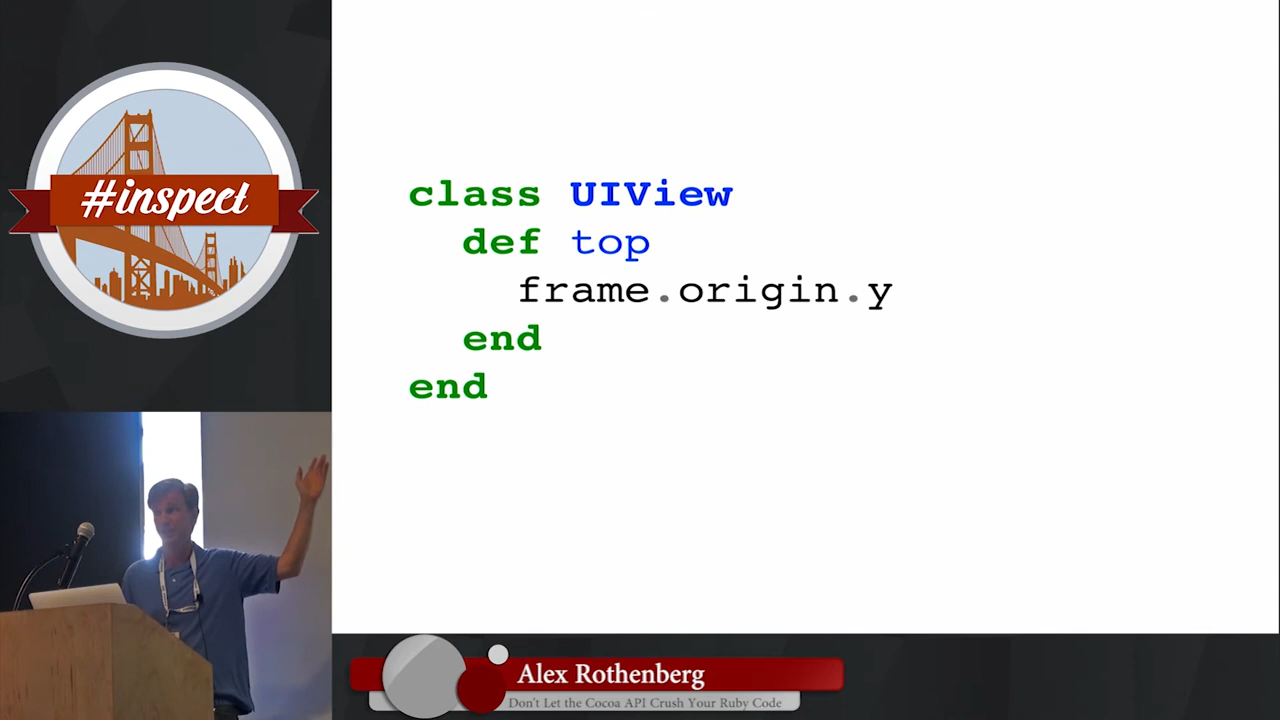 #inspect
class UIView
  def top
    frame.origin.y
  end
end
Alex Rothenberg
Don't Let the Cocoa API Crush Your Ruby Code